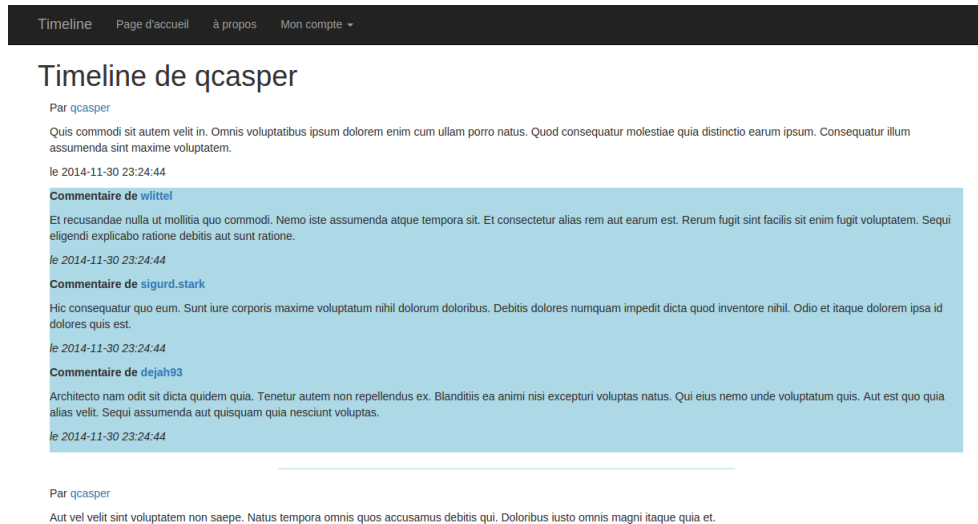 Timeline Page d'accueil à propos Mon compte
Timeline de qcasper
Par qcasper
Quis commodi sit autem velit in. Omnis voluptatibus ipsum dolorem enim cum ullam porro natus. Quod consequatur molestiae quia distinctio earum ipsum. Consequatur illum
assumenda sint maxime voluptatem.
le 2014-11-30 23:24:44
Commentaire de wlittel
Et recusandae nulla ut mollitia quo commodi. Nemo iste assumenda atque tempora sit. Et consectetur alias rem aut earum est. Rerum fugit sint facilis sit enim fugit voluptatem. Sequi
eligendi explicabo ratione debitis aut sunt ratione.
le 2014-11-30 23:24:44
Commentaire de sigurd.stark
Hic consequatur quo eum. Sunt iure corporis maxime voluptatum nihil dolorum doloribus. Debitis dolores numquam impedit dicta quod inventore nihil. Odio et itaque dolorem ipsa id
dolores quis est.
le 2014-11-30 23:24:44
Commentaire de dejah93
Architecto nam odit sit dicta quidem quia. Tenetur autem non repellendus ex. Blanditiis ea animi nisi excepturi voluptas natus. Qui eius nemo unde voluptatum quis. Aut est quo quia
alias velit. Sequi assumenda aut quisquam quia nesciunt voluptas.
le 2014-11-30 23:24:44
Par qcasper
Aut vel velit sint voluptatem non saepe. Natus tempora omnis quos accusamus debitis qui. Doloribus iusto omnis magni itaque quia et.